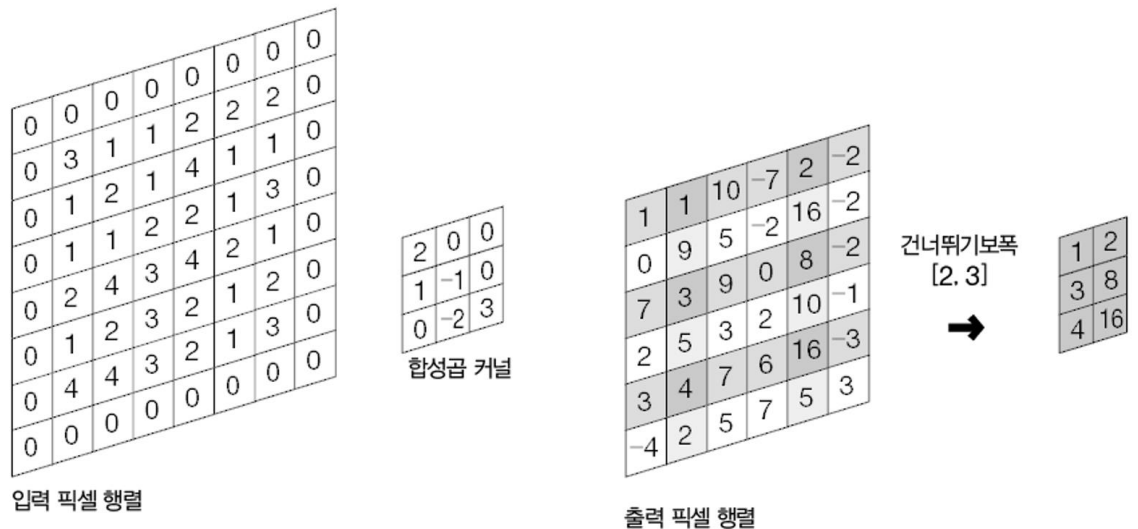 0 0 0 0 0 0 0 0
0 3 1 1 2 2 2 0
0 1 2 1 4 1 1 0
0 1 1 2 2 1 3 0
0 2 4 3 4 2 1 0
0 1 2 3 2 1 2 0
0 4 4 3 2 1 3 0
0 0 0 0 0 0 0 0
입력 픽셀 행렬
2 0 0
1 -1 0
0 -2 3
합성곱 커널
1 1 10 -7 2 -2
0 9 5 -2 16 -2
7 3 9 0 8 -2
2 5 3 2 10 -1
3 4 7 6 16 -3
-4 2 5 7 5 3
출력 픽셀 행렬
건너뛰기보폭
[2, 3]
➜
1 2
3 8
4 16